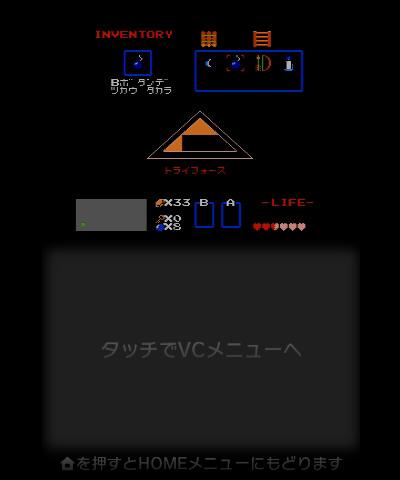 INVENTORY
Bボタンデ
ツカウ タカラ
トライフォース
X33 B A -LIFE-
X0
X8
タッチでVCメニューへ
を押すとHOMEメニューにもどります